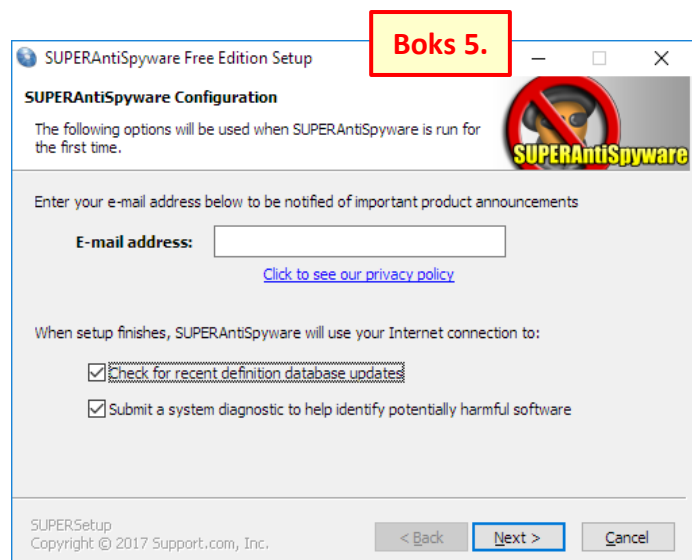 Boks 5.
SUPERAntiSpyware Free Edition Setup
SUPERAntiSpyware Configuration
The following options will be used when SUPERAntiSpyware is run for
the first time.
SUPERAntiSpyware
Enter your e-mail address below to be notified of important product announcements
E-mail address:
Click to see our privacy policy
When setup finishes, SUPERAntiSpyware will use your Internet connection to:
Check for recent definition database updates
Submit a system diagnostic to help identify potentially harmful software
SUPERSetup
Copyright © 2017 Support.com, Inc.
< Back Next > Cancel